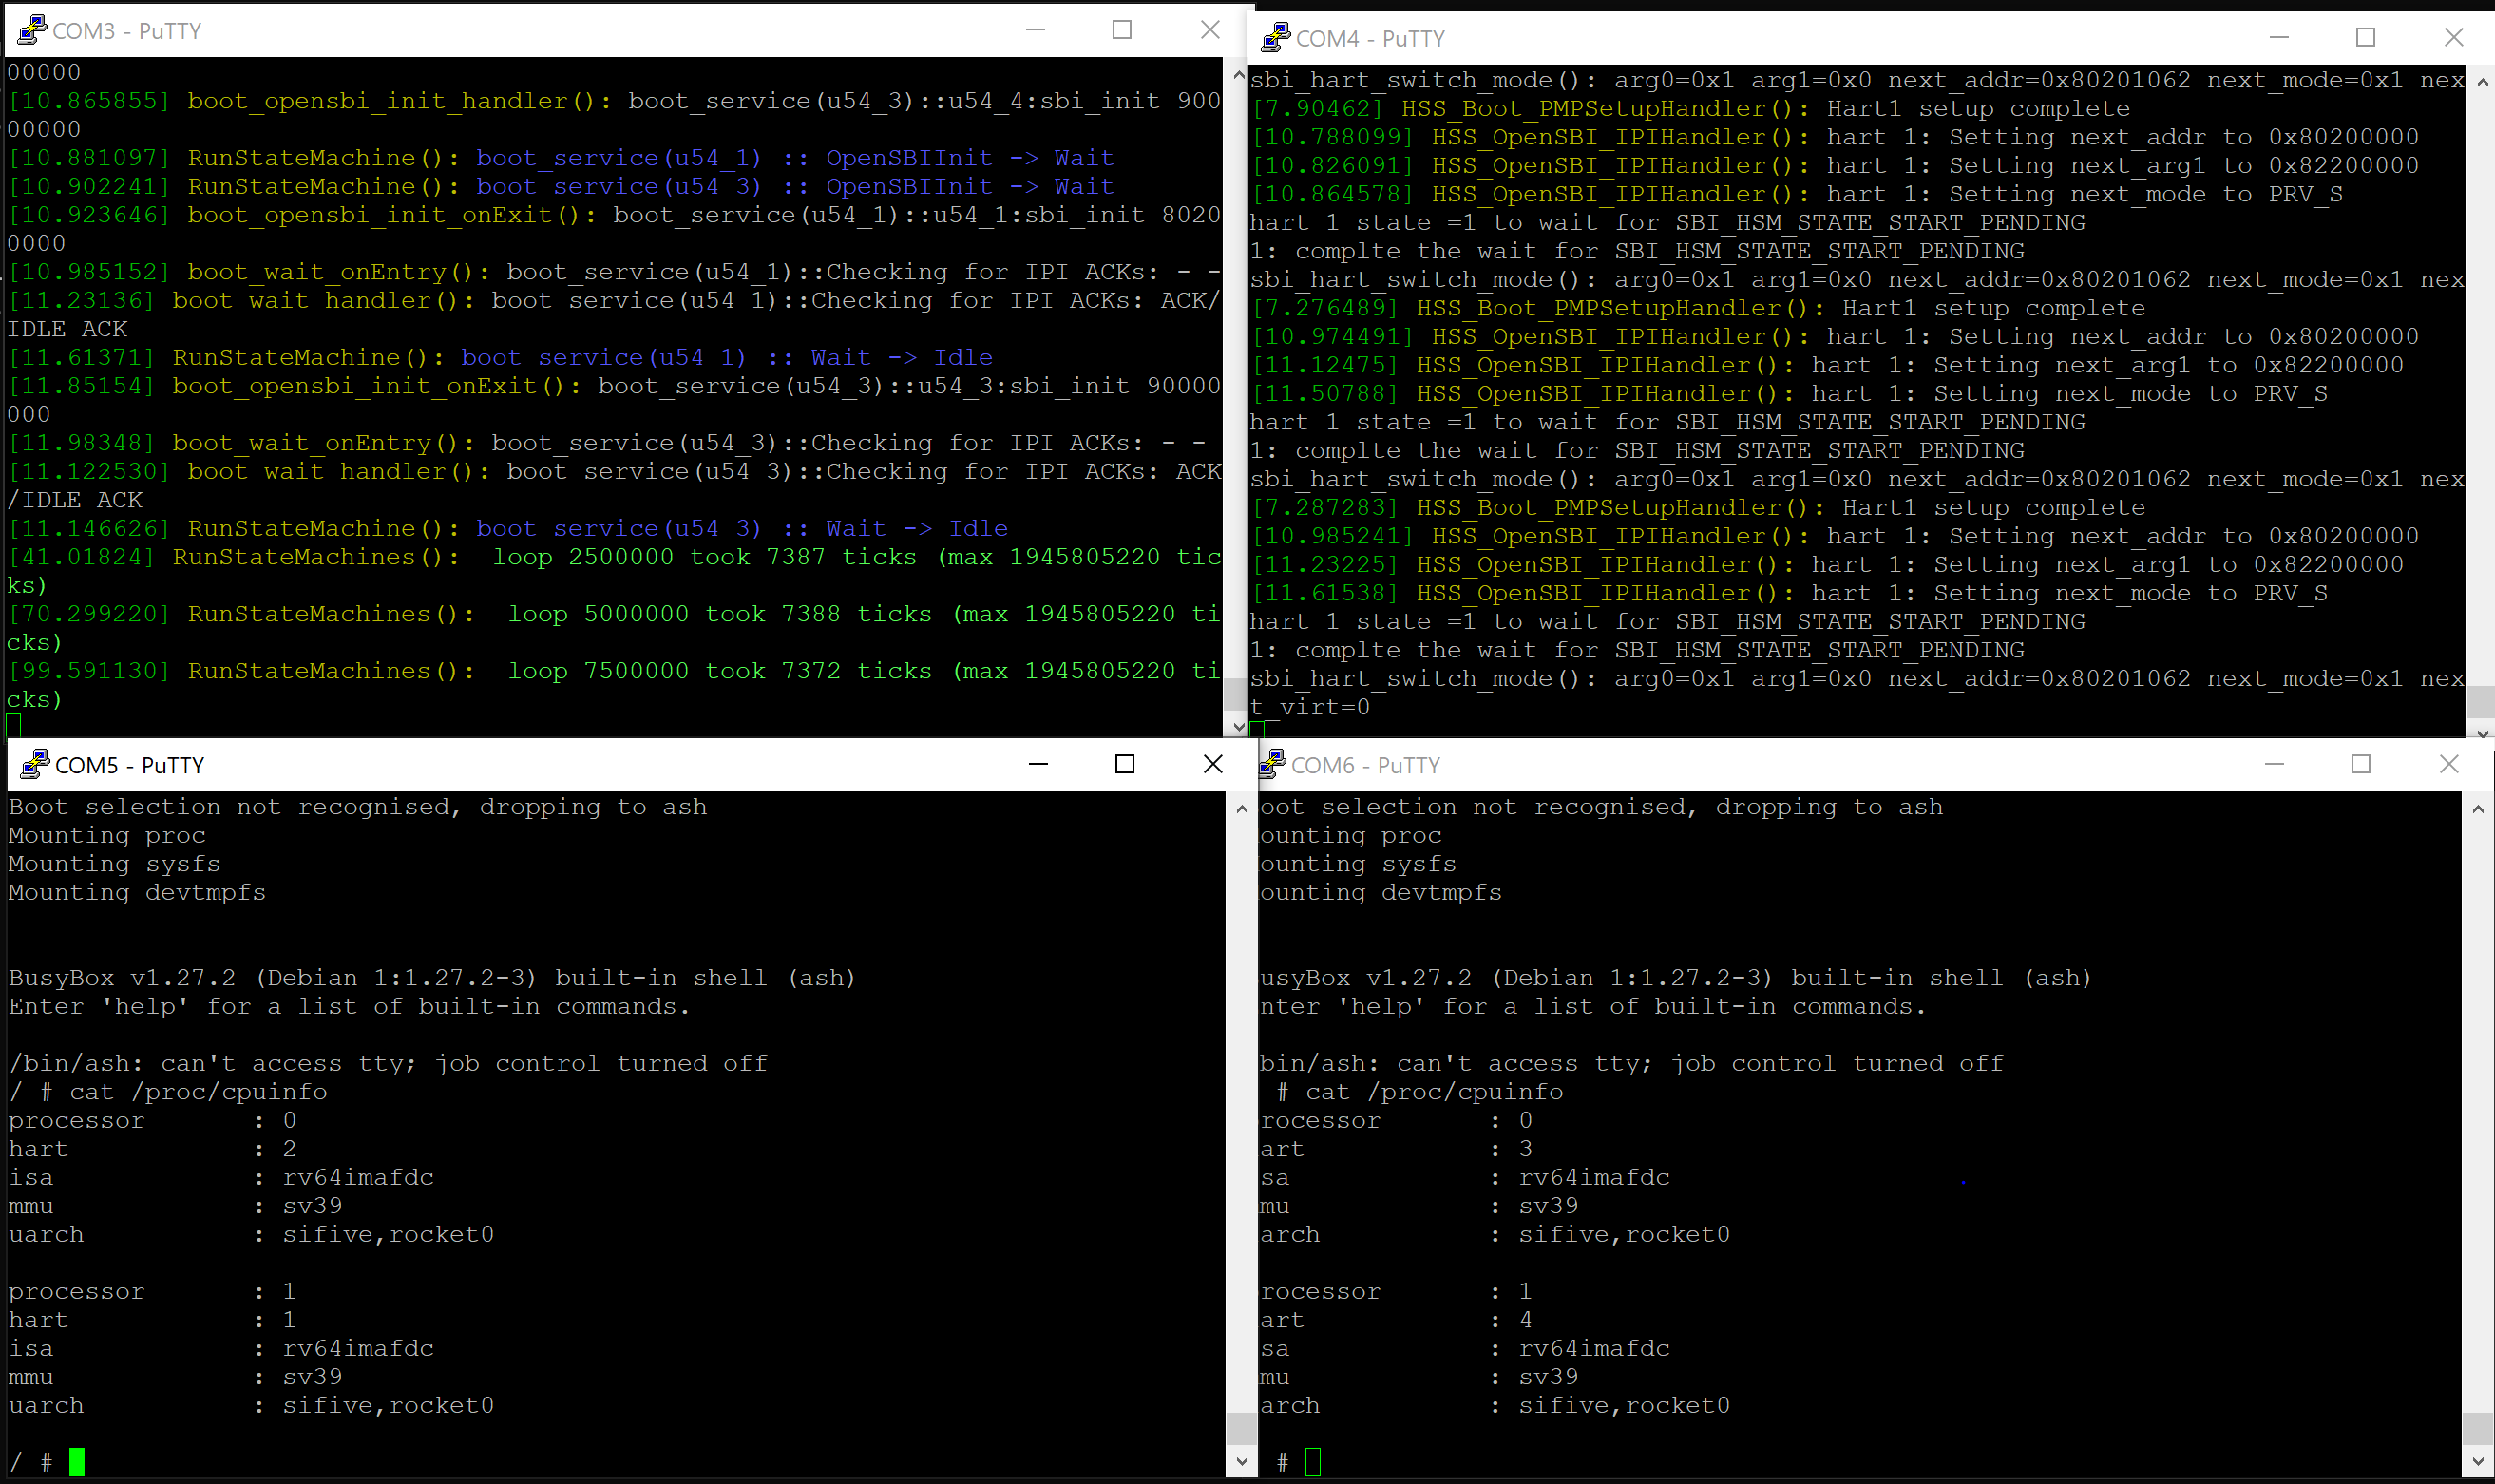 COM3 - PuTTY
00000
[10.865855] boot_opensbi_init_handler(): boot_service(u54_3)::u54_4:sbi_init 900
00000
[10.881097] RunStateMachine(): boot_service(u54_1) :: OpenSBIInit -> Wait
[10.902241] RunStateMachine(): boot_service(u54_3) :: OpenSBIInit -> Wait
[10.923646] boot_opensbi_init_onExit(): boot_service(u54_1)::u54_1:sbi_init 8020
0000
[10.985152] boot_wait_onEntry(): boot_service(u54_1)::Checking for IPI ACKs: - -
[11.23136] boot_wait_handler(): boot_service(u54_1)::Checking for IPI ACKs: ACK/
IDLE ACK
[11.61371] RunStateMachine(): boot_service(u54_1) :: Wait -> Idle
[11.85154] boot_opensbi_init_onExit(): boot_service(u54_3)::u54_3:sbi_init 90000
000
[11.98348] boot_wait_onEntry(): boot_service(u54_3)::Checking for IPI ACKs: - -
[11.122530] boot_wait_handler(): boot_service(u54_3)::Checking for IPI ACKs: ACK
/IDLE ACK
[11.146626] RunStateMachine(): boot_service(u54_3) :: Wait -> Idle
[41.01824] RunStateMachines():  loop 2500000 took 7387 ticks (max 1945805220 tic
ks)
[70.299220] RunStateMachines():  loop 5000000 took 7388 ticks (max 1945805220 ti
cks)
[99.591130] RunStateMachines():  loop 7500000 took 7372 ticks (max 1945805220 ti
cks)
COM4 - PuTTY
sbi_hart_switch_mode(): arg0=0x1 arg1=0x0 next_addr=0x80201062 next_mode=0x1 nex
[7.90462] HSS_Boot_PMPSetupHandler(): Hart1 setup complete
[10.788099] HSS_OpenSBI_IPIHandler(): hart 1: Setting next_addr to 0x80200000
[10.826091] HSS_OpenSBI_IPIHandler(): hart 1: Setting next_arg1 to 0x82200000
[10.864578] HSS_OpenSBI_IPIHandler(): hart 1: Setting next_mode to PRV_S
hart 1 state =1 to wait for SBI_HSM_STATE_START_PENDING
1: complte the wait for SBI_HSM_STATE_START_PENDING
sbi_hart_switch_mode(): arg0=0x1 arg1=0x0 next_addr=0x80201062 next_mode=0x1 nex
[7.276489] HSS_Boot_PMPSetupHandler(): Hart1 setup complete
[10.974491] HSS_OpenSBI_IPIHandler(): hart 1: Setting next_addr to 0x80200000
[11.12475] HSS_OpenSBI_IPIHandler(): hart 1: Setting next_arg1 to 0x82200000
[11.50788] HSS_OpenSBI_IPIHandler(): hart 1: Setting next_mode to PRV_S
hart 1 state =1 to wait for SBI_HSM_STATE_START_PENDING
1: complte the wait for SBI_HSM_STATE_START_PENDING
sbi_hart_switch_mode(): arg0=0x1 arg1=0x0 next_addr=0x80201062 next_mode=0x1 nex
[7.287283] HSS_Boot_PMPSetupHandler(): Hart1 setup complete
[10.985241] HSS_OpenSBI_IPIHandler(): hart 1: Setting next_addr to 0x80200000
[11.23225] HSS_OpenSBI_IPIHandler(): hart 1: Setting next_arg1 to 0x82200000
[11.61538] HSS_OpenSBI_IPIHandler(): hart 1: Setting next_mode to PRV_S
hart 1 state =1 to wait for SBI_HSM_STATE_START_PENDING
1: complte the wait for SBI_HSM_STATE_START_PENDING
sbi_hart_switch_mode(): arg0=0x1 arg1=0x0 next_addr=0x80201062 next_mode=0x1 nex
t_virt=0
COM5 - PuTTY
Boot selection not recognised, dropping to ash
Mounting proc
Mounting sysfs
Mounting devtmpfs
BusyBox v1.27.2 (Debian 1:1.27.2-3) built-in shell (ash)
Enter 'help' for a list of built-in commands.
/bin/ash: can't access tty; job control turned off
/ # cat /proc/cpuinfo
processor : 0
hart : 2
isa : rv64imafdc
mmu : sv39
uarch : sifive,rocket0
processor : 1
hart : 1
isa : rv64imafdc
mmu : sv39
uarch : sifive,rocket0
/ #
COM6 - PuTTY
oot selection not recognised, dropping to ash
ounting proc
ounting sysfs
ounting devtmpfs
usyBox v1.27.2 (Debian 1:1.27.2-3) built-in shell (ash)
nter 'help' for a list of built-in commands.
bin/ash: can't access tty; job control turned off
# cat /proc/cpuinfo
rocessor : 0
art : 3
sa : rv64imafdc
mu : sv39
arch : sifive,rocket0
rocessor : 1
art : 4
sa : rv64imafdc
mu : sv39
arch : sifive,rocket0
#